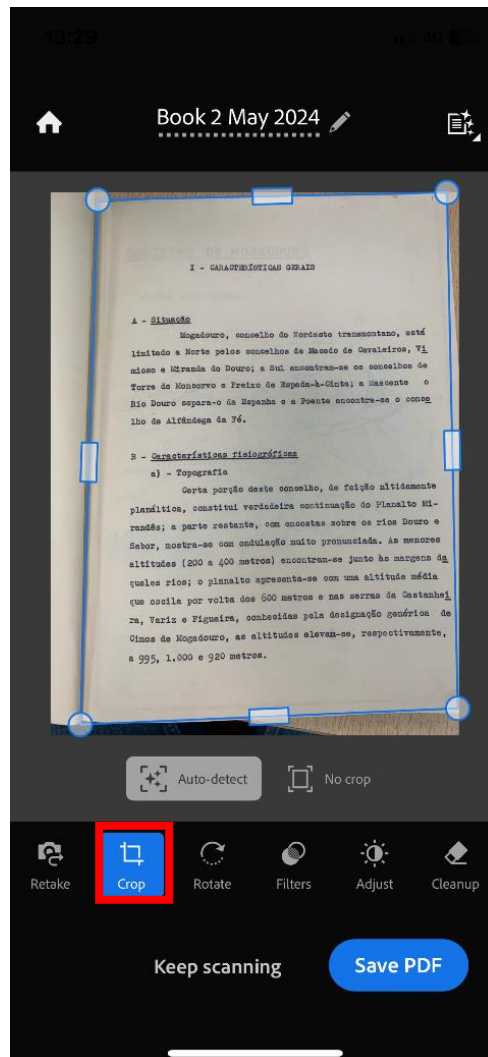 13:29
4G
Book 2 May 2024
I - CARACTERÍSTICAS GERAIS
A - Situação
Mogadouro, concelho do Nordeste transmontano, está
limitado a Norte pelos concelhos de Macedo de Cavaleiros, Vi
mioso e Miranda do Douro; a Sul encontram-se os concelhos de
Torre de Moncorvo e Freixo de Espada-à-Cinta; a Nascente o
Rio Douro separa-o da Espanha e a Poente encontra-se o conce
lho de Alfândega da Fé.
B - Características fisiográficas
a) - Topografia
Certa porção deste concelho, de feição nitidamente
planáltica, constitui verdadeira continuação do Planalto Mi-
randês; a parte restante, com encostas sobre os rios Douro e
Sabor, mostra-se com ondulação muito pronunciada. As menores
altitudes (200 a 400 metros) encontram-se junto às margens da
queles rios; o planalto apresenta-se com uma altitude média
que oscila por volta dos 600 metros e nas serras da Castanhei
ra, Variz e Figueira, conhecidas pela designação genérica de
Cimos de Mogadouro, as altitudes elevam-se, respectivamente,
a 995, 1.000 e 920 metros.
Auto-detect
No crop
Retake
Crop
Rotate
Filters
Adjust
Cleanup
Keep scanning
Save PDF